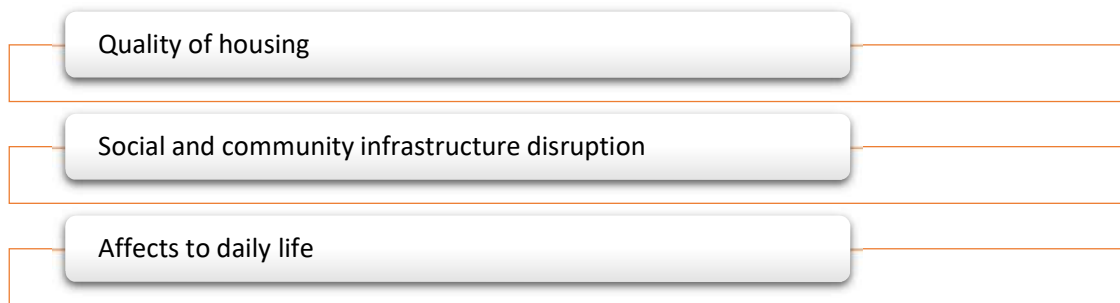 Quality of housing
Social and community infrastructure disruption
Affects to daily life